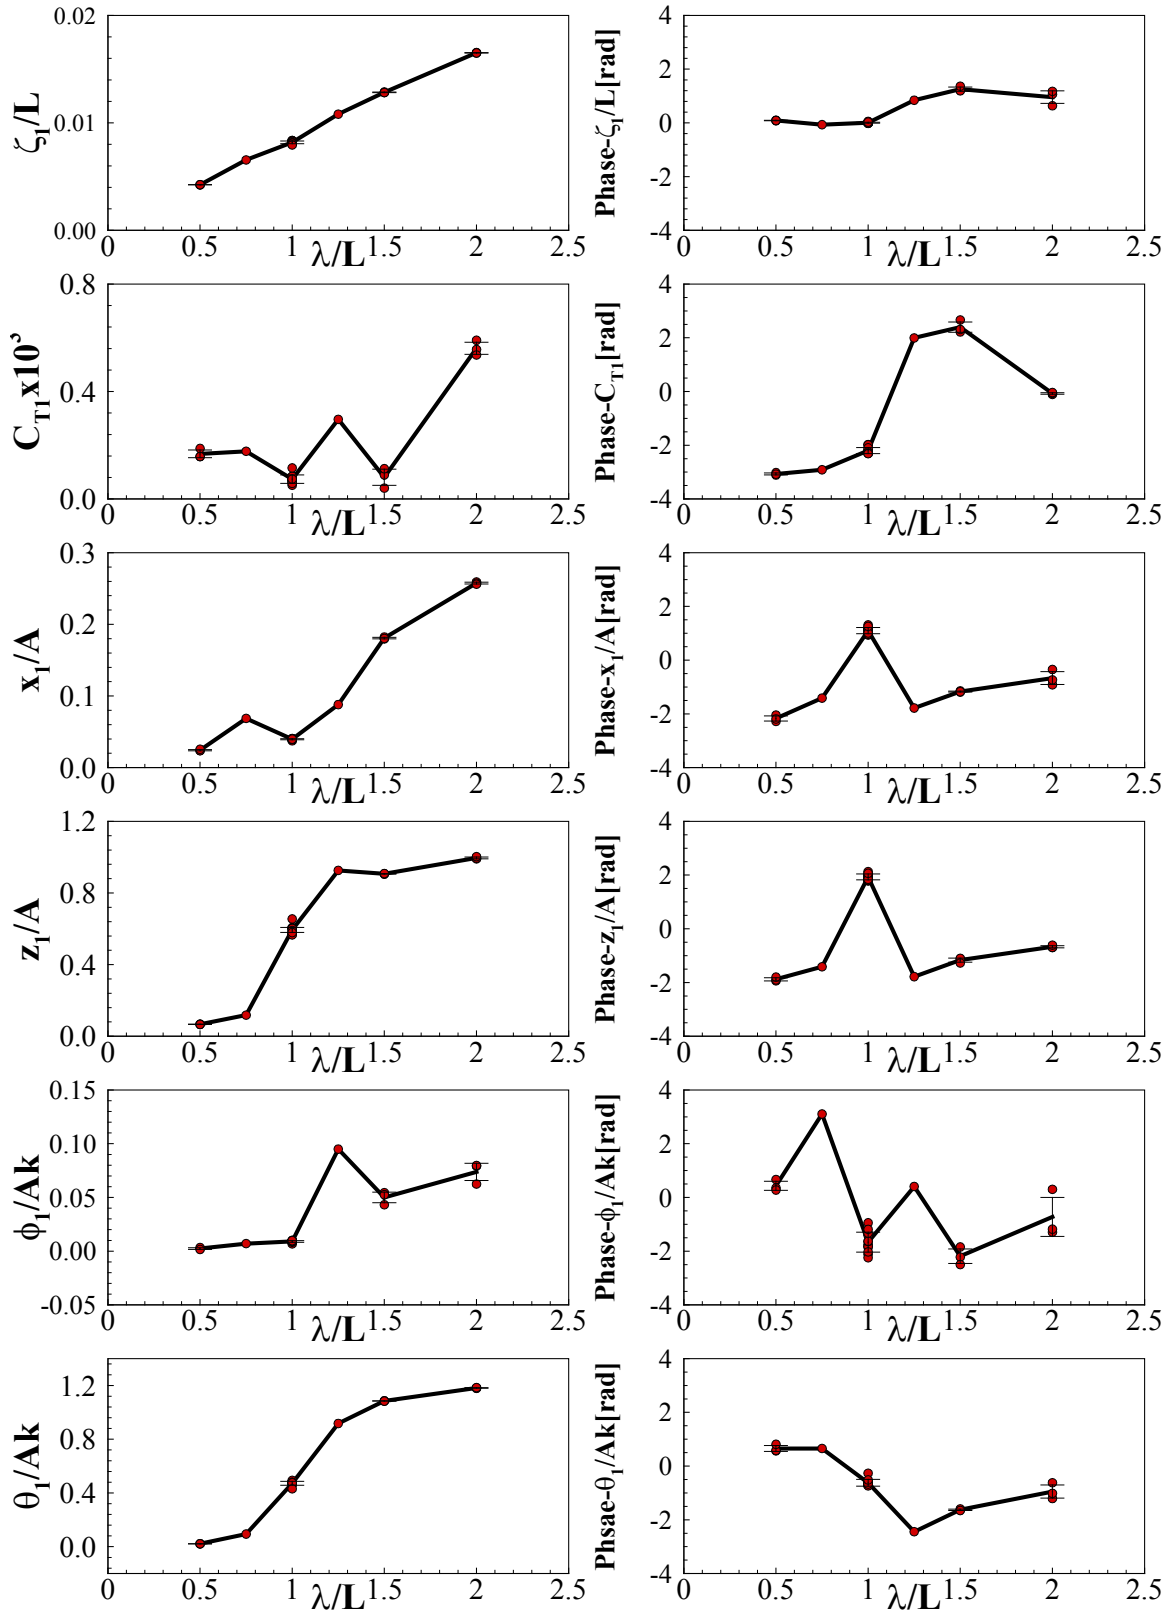 0.02
0.01
0.00
ζ1/L
0 0.5 1 1.5 2 2.5
λ/L
4
2
0
-2
-4
Phase-ζ1/L[rad]
0 0.5 1 1.5 2 2.5
λ/L
0.8
0.4
0.0
CT1x10³
0 0.5 1 1.5 2 2.5
λ/L
4
2
0
-2
-4
Phase-CT1[rad]
0 0.5 1 1.5 2 2.5
λ/L
0.3
0.2
0.1
0.0
x1/A
0 0.5 1 1.5 2 2.5
λ/L
4
2
0
-2
-4
Phase-x1/A[rad]
0 0.5 1 1.5 2 2.5
λ/L
1.2
0.8
0.4
0.0
z1/A
0 0.5 1 1.5 2 2.5
λ/L
4
2
0
-2
-4
Phase-z1/A[rad]
0 0.5 1 1.5 2 2.5
λ/L
0.15
0.10
0.05
0.00
-0.05
ϕ1/Ak
0 0.5 1 1.5 2 2.5
λ/L
4
2
0
-2
-4
Phase-ϕ1/Ak[rad]
0 0.5 1 1.5 2 2.5
λ/L
1.2
0.8
0.4
0.0
θ1/Ak
0 0.5 1 1.5 2 2.5
λ/L
4
2
0
-2
-4
Phsae-θ1/Ak[rad]
0 0.5 1 1.5 2 2.5
λ/L